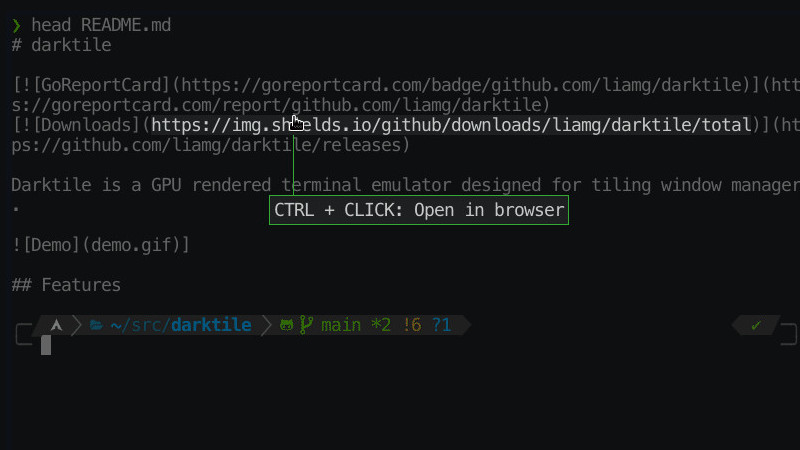 ❯ head README.md
# darktile
[![GoReportCard](https://goreportcard.com/badge/github.com/liamg/darktile)](http
s://goreportcard.com/report/github.com/liamg/darktile)
[![Downloads](https://img.shields.io/github/downloads/liamg/darktile/total)](htt
ps://github.com/liamg/darktile/releases)
Darktile is a GPU rendered terminal emulator designed for tiling window managers
.
CTRL + CLICK: Open in browser
![Demo](demo.gif)]
## Features
~/src/darktile main *2 !6 ?1 ✓